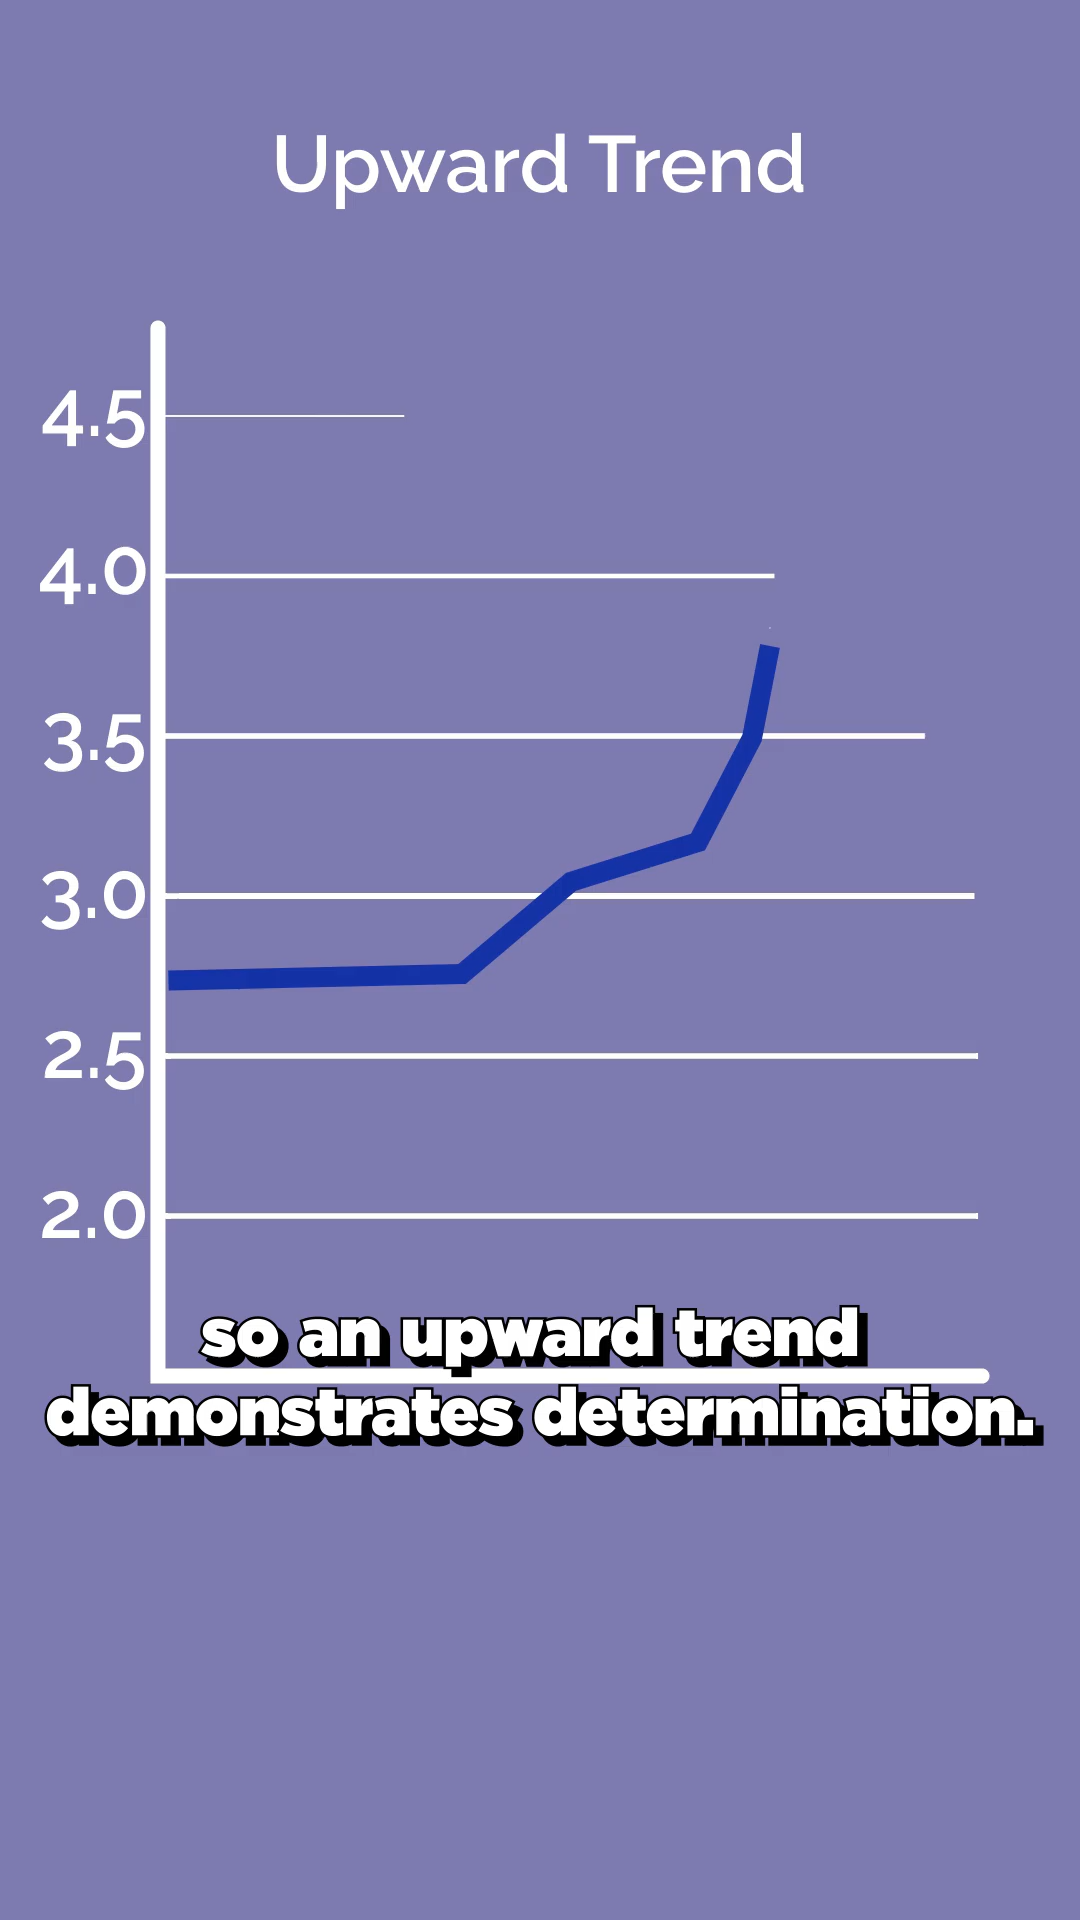 Upward Trend
4.5
4.0
3.5
3.0
2.5
2.0
so an upward trend
demonstrates determination.